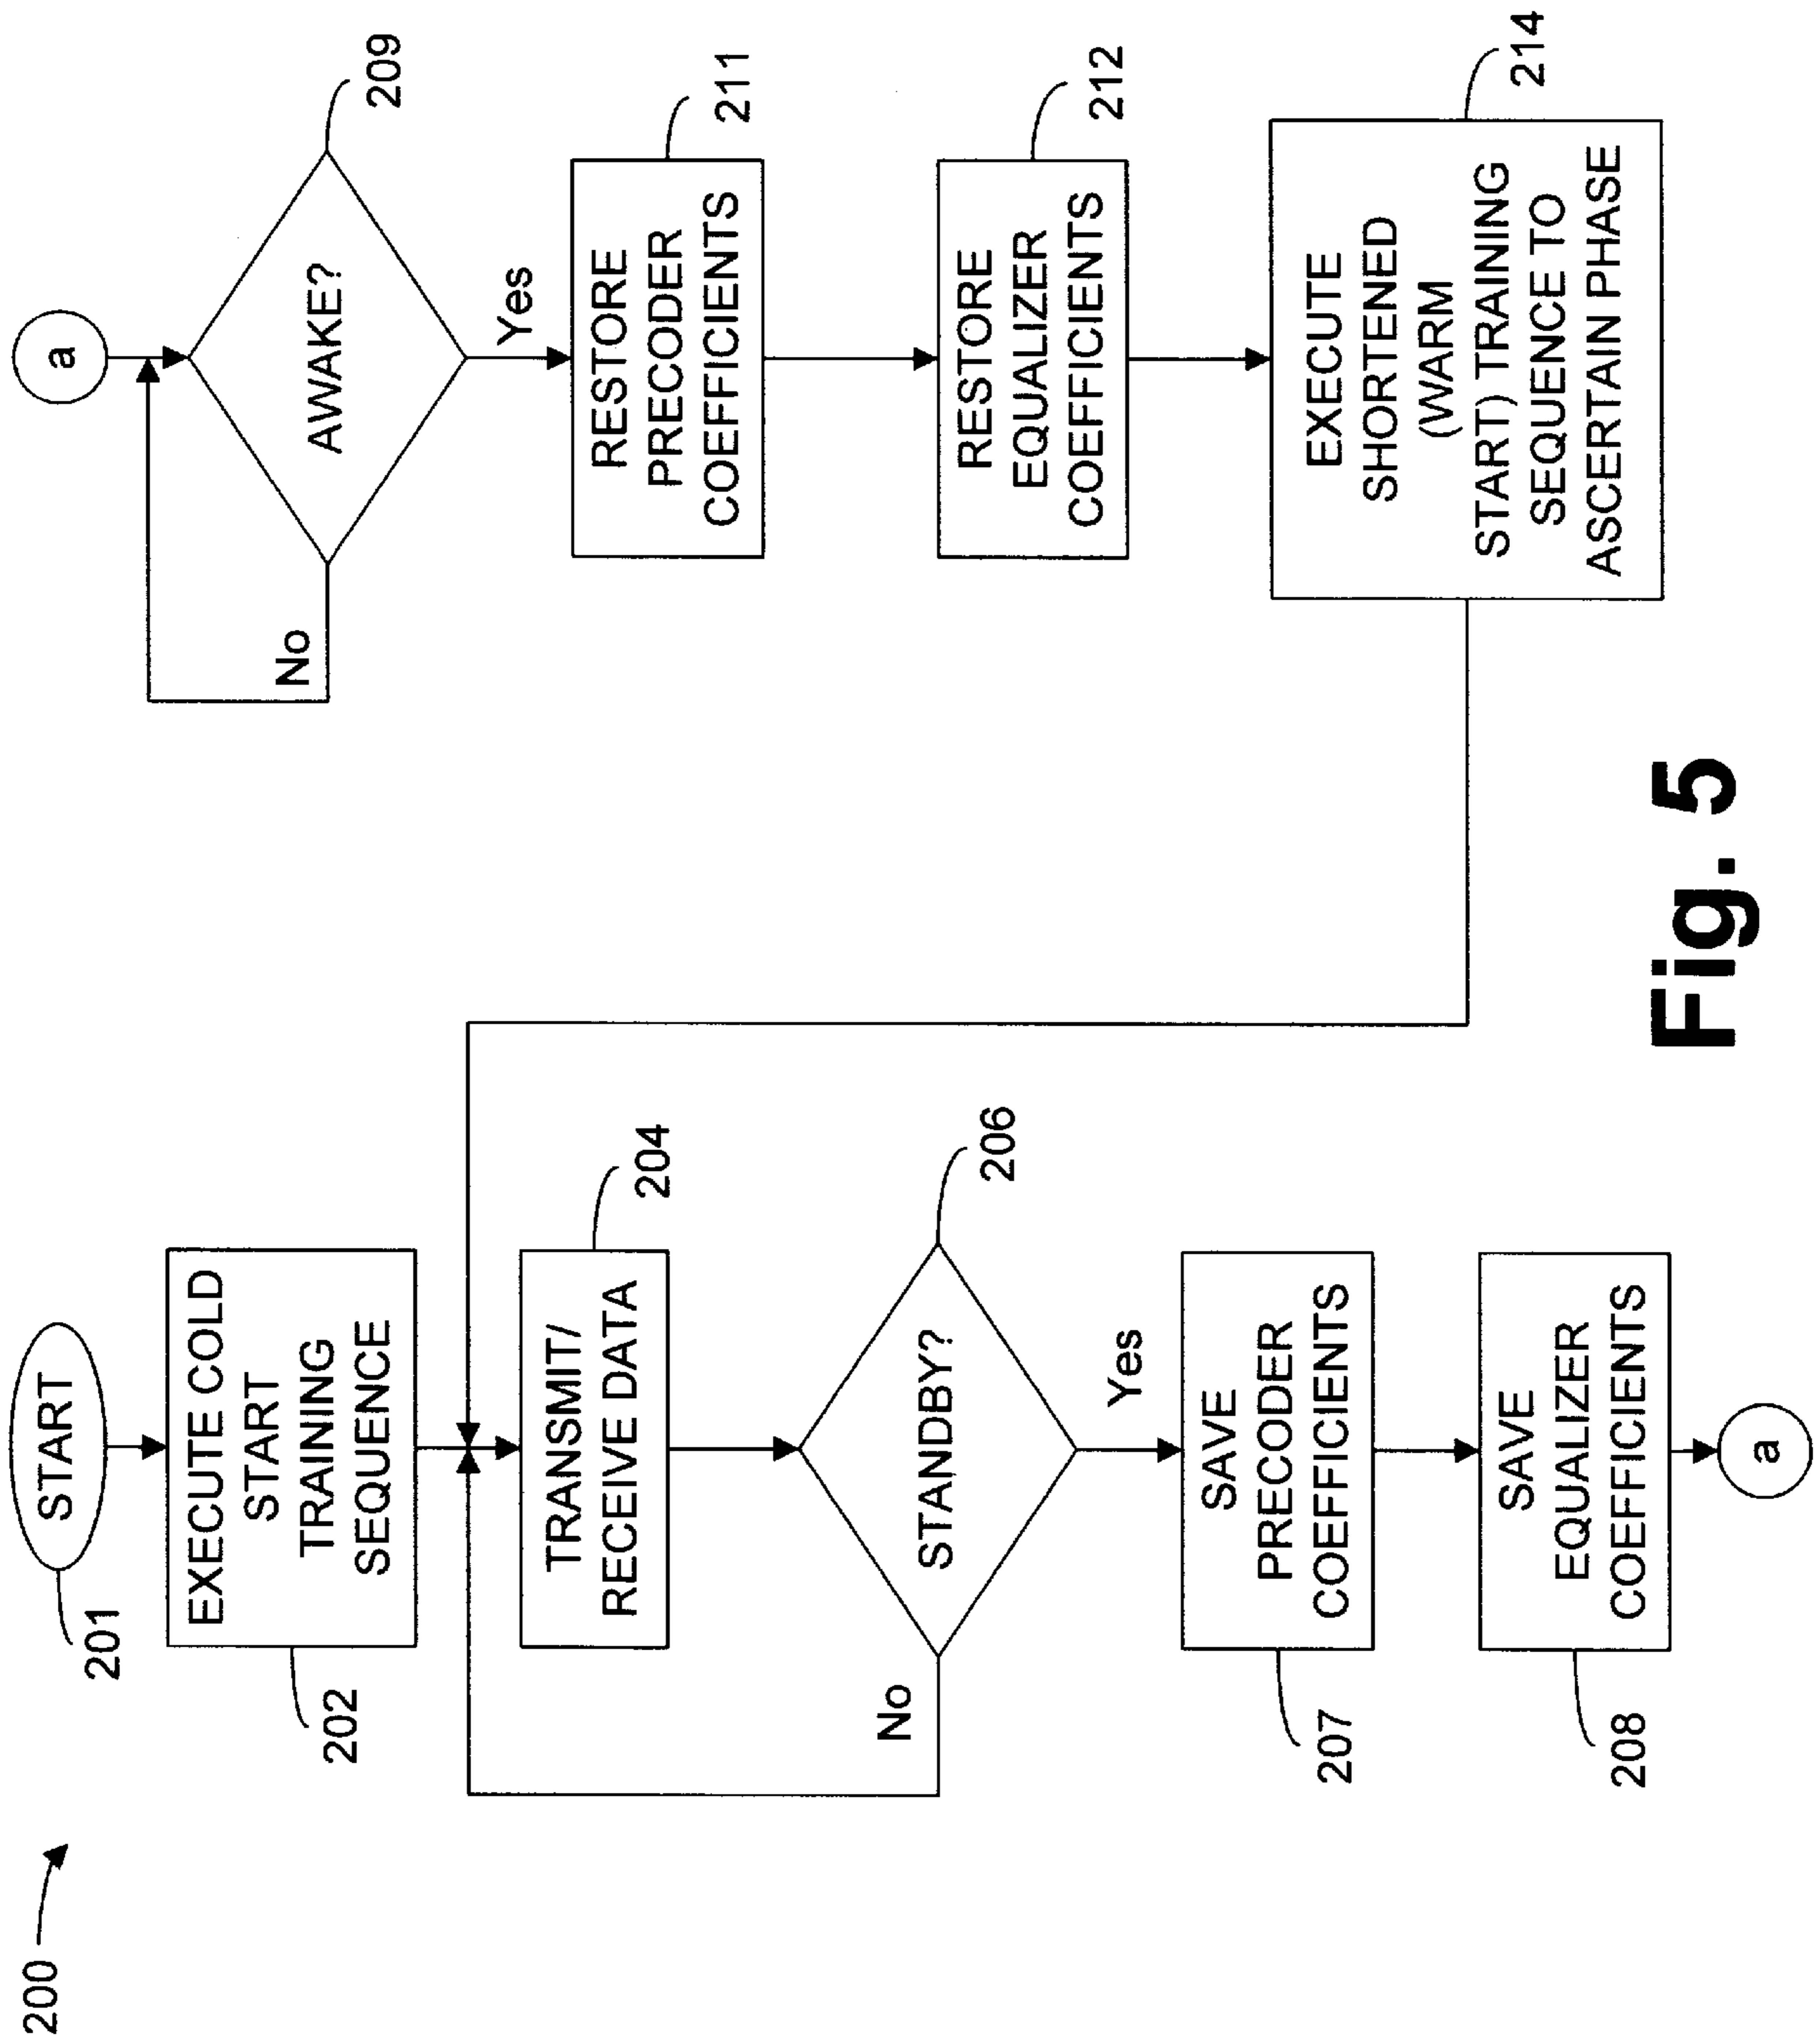 200
START
201
EXECUTE COLD
START
TRAINING
SEQUENCE
202
TRANSMIT/
RECEIVE DATA
204
STANDBY?
206
No
Yes
SAVE
PRECODER
COEFFICIENTS
207
SAVE
EQUALIZER
COEFFICIENTS
208
a
a
AWAKE?
209
No
Yes
RESTORE
PRECODER
COEFFICIENTS
211
RESTORE
EQUALIZER
COEFFICIENTS
212
EXECUTE
SHORTENED
(WARM
START) TRAINING
SEQUENCE TO
ASCERTAIN PHASE
214
Fig. 5